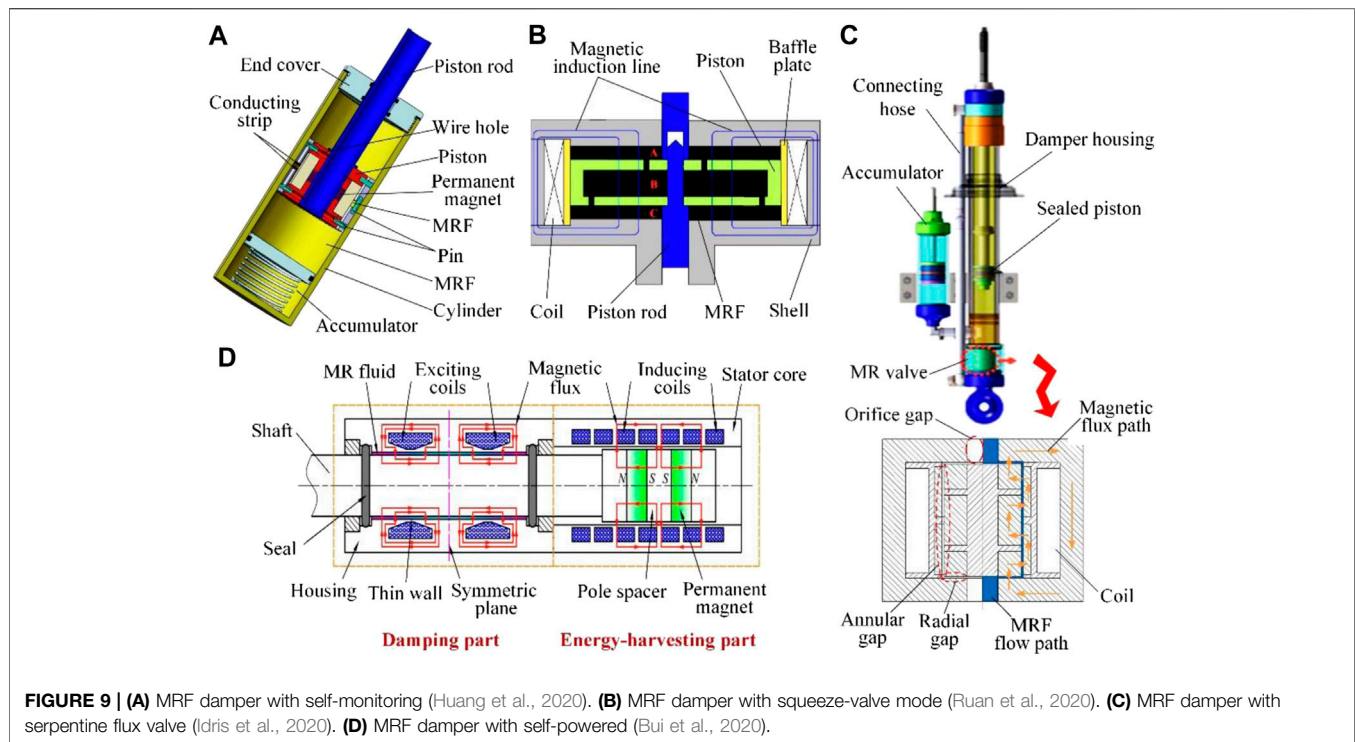 A
End cover
Piston rod
Conducting
strip
Wire hole
Piston
Permanent
magnet
MRF
Pin
MRF
Cylinder
Accumulator
B
Magnetic
induction line
Piston
Baffle
plate
A
B
C
Coil
Piston rod
MRF
Shell
C
Connecting
hose
Damper housing
Accumulator
Sealed piston
MR valve
Orifice gap
Magnetic
flux path
Coil
Annular
gap
Radial
gap
MRF
flow path
D
MR fluid
Exciting
coils
Magnetic
flux
Inducing
coils
Stator core
Shaft
N S S N
Seal
Housing
Thin wall
Symmetric
plane
Pole spacer
Permanent
magnet
Damping part
Energy-harvesting part
FIGURE 9 | (A) MRF damper with self-monitoring (Huang et al., 2020). (B) MRF damper with squeeze-valve mode (Ruan et al., 2020). (C) MRF damper with
serpentine flux valve (Idris et al., 2020). (D) MRF damper with self-powered (Bui et al., 2020).